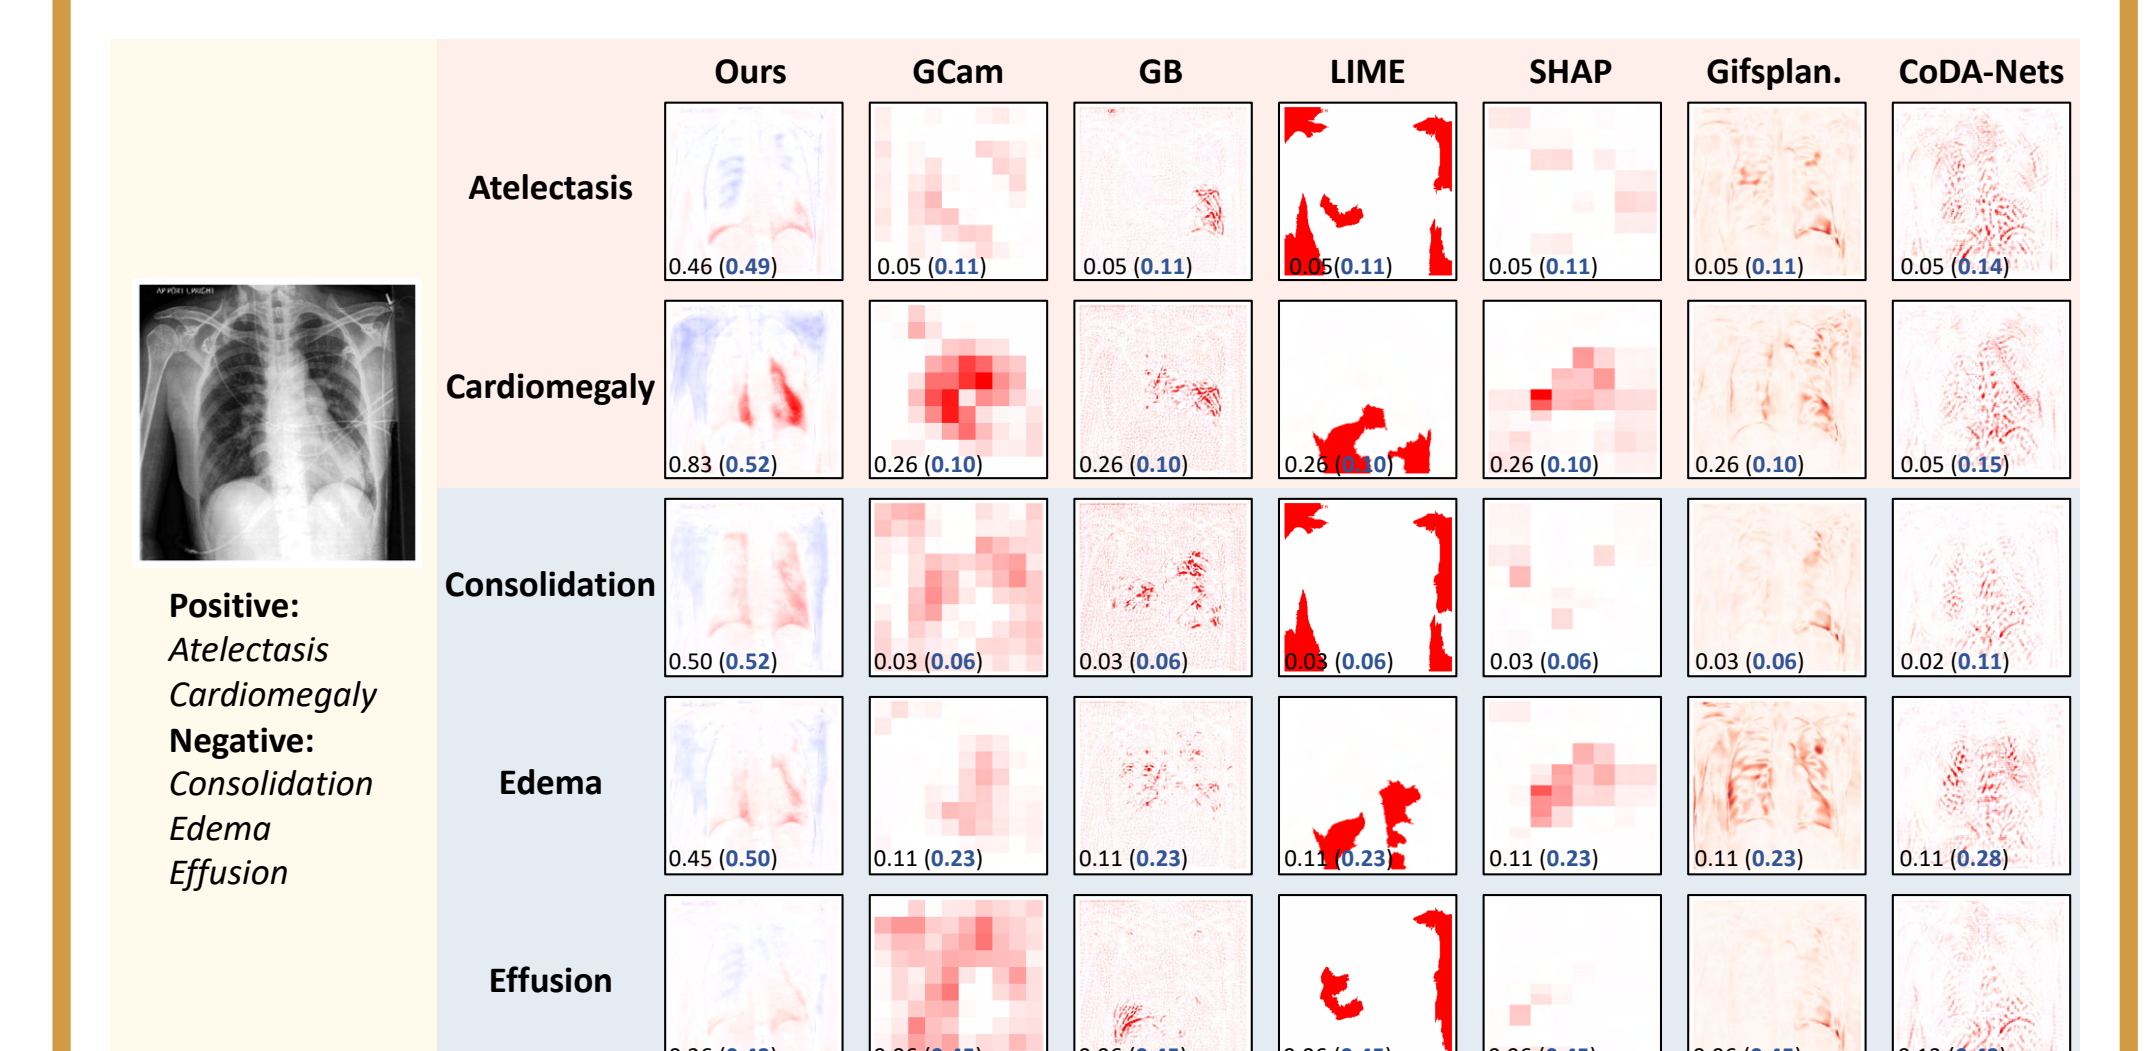 Ours GCam GB LIME SHAP Gifsplan. CoDA-Nets
Atelectasis
0.46 (0.49) 0.05 (0.11) 0.05 (0.11) 0.05(0.11) 0.05 (0.11) 0.05 (0.11) 0.05 (0.14)
Cardiomegaly
0.83 (0.52) 0.26 (0.10) 0.26 (0.10) 0.26 (0.10) 0.26 (0.10) 0.26 (0.10) 0.05 (0.15)
Consolidation
0.50 (0.52) 0.03 (0.06) 0.03 (0.06) 0.03 (0.06) 0.03 (0.06) 0.03 (0.06) 0.02 (0.11)
Edema
0.45 (0.50) 0.11 (0.23) 0.11 (0.23) 0.11 (0.23) 0.11 (0.23) 0.11 (0.23) 0.11 (0.28)
Effusion
Positive:
Atelectasis
Cardiomegaly
Negative:
Consolidation
Edema
Effusion